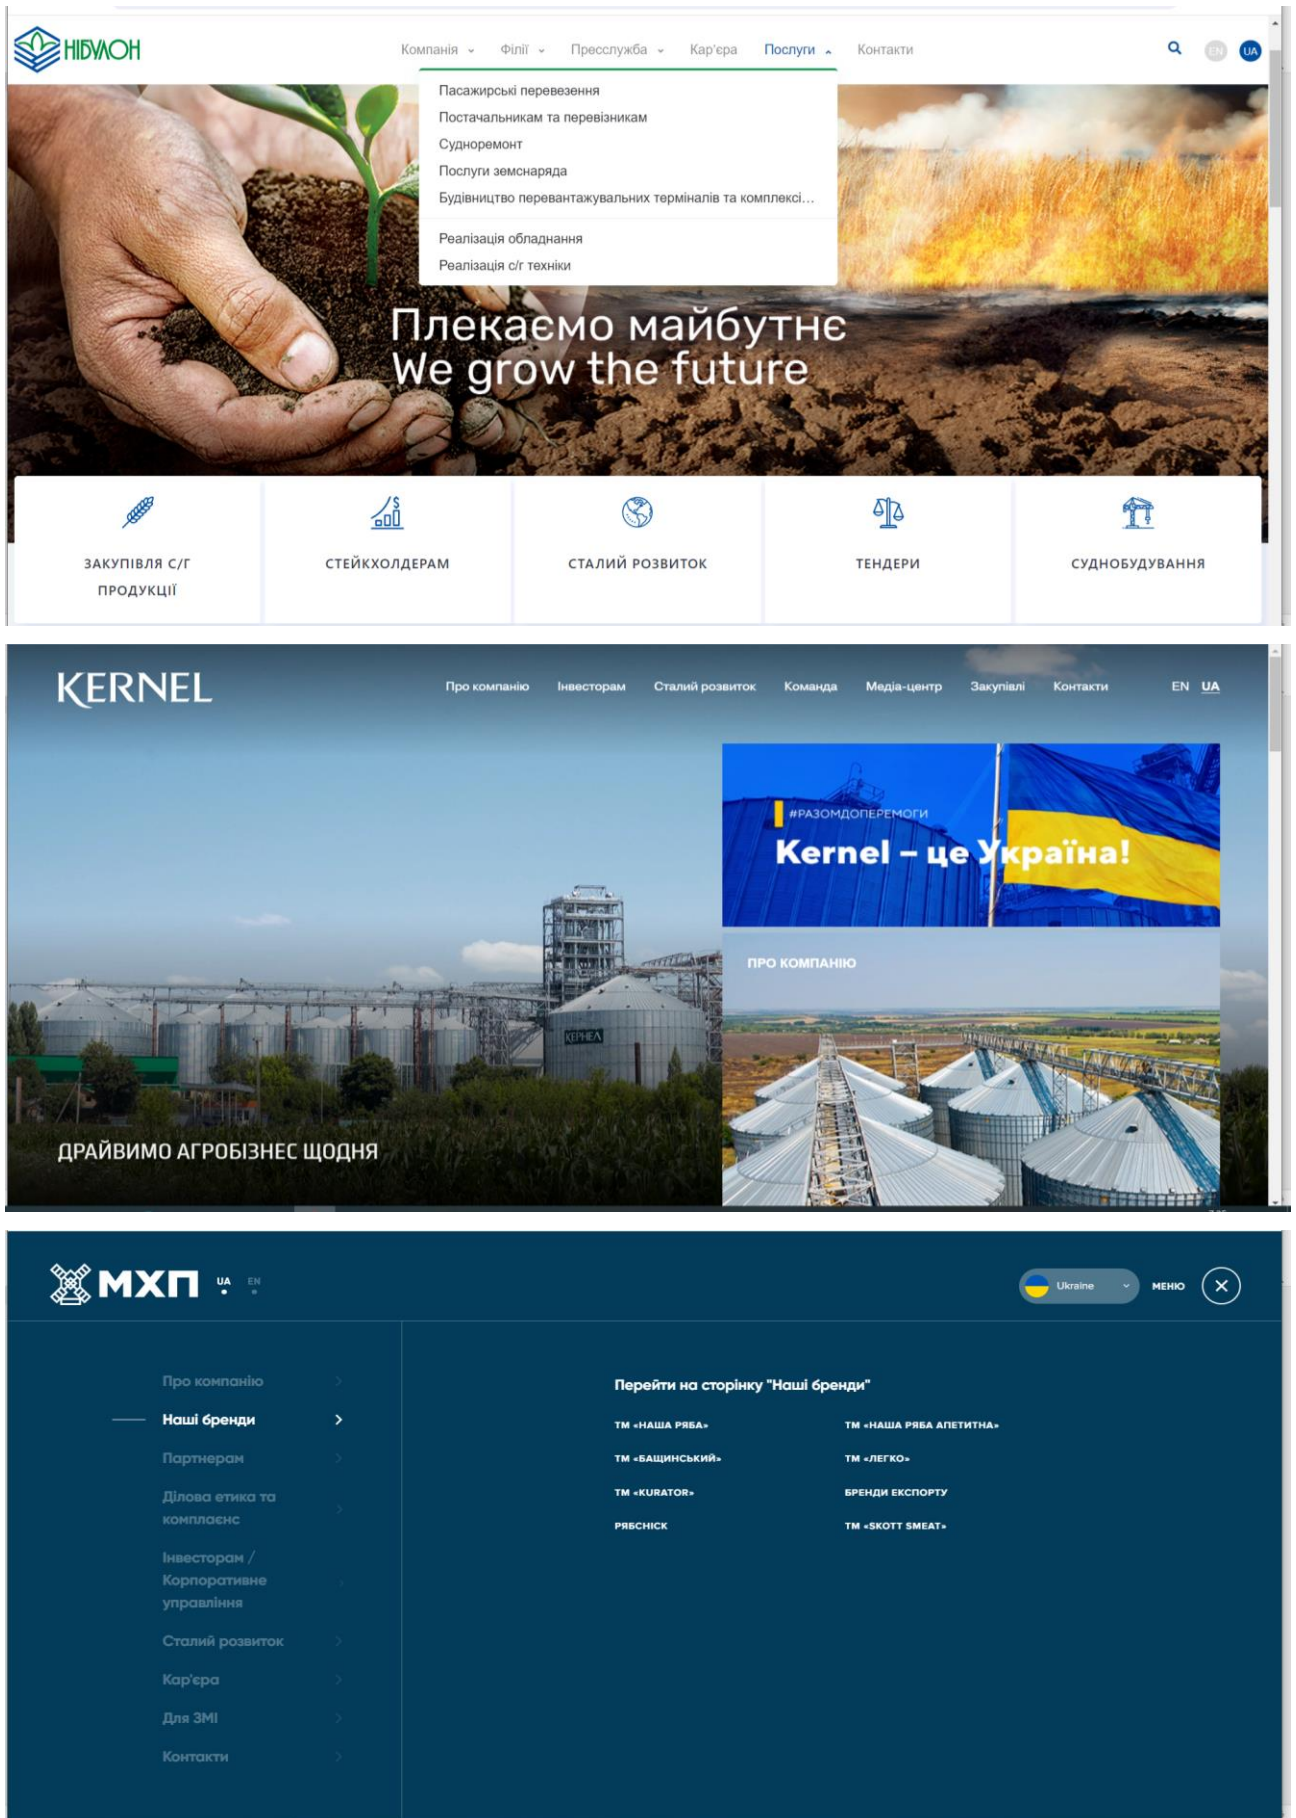 НІБУЛОН
Компанія Філії Пресслужба Кар'єра Послуги Контакти EN UA
Пасажирські перевезення
Постачальникам та перевізникам
Судноремонт
Послуги земснаряда
Будівництво перевантажувальних терміналів та комплексі...
Реалізація обладнання
Реалізація с/г техніки
Плекаємо майбутнє
We grow the future
ЗАКУПІВЛЯ С/Г
ПРОДУКЦІЇ
СТЕЙКХОЛДЕРАМ
СТАЛИЙ РОЗВИТОК
ТЕНДЕРИ
СУДНОБУДУВАННЯ
KERNEL
Про компанію Інвесторам Сталий розвиток Команда Медіа-центр Закупівлі Контакти EN UA
#РАЗОМДОПЕРЕМОГИ
Kernel – це Україна!
ПРО КОМПАНІЮ
КЕРНЕЛ
ДРАЙВИМО АГРОБІЗНЕС ЩОДНЯ
МХП UA EN
Ukraine МЕНЮ
Про компанію
Наші бренди
Партнерам
Ділова етика та
комплаєнс
Інвесторам /
Корпоративне
управління
Сталий розвиток
Кар'єра
Для ЗМІ
Контакти
Перейти на сторінку "Наші бренди"
ТМ «НАША РЯБА» ТМ «НАША РЯБА АПЕТИТНА»
ТМ «БАЩИНСЬКИЙ» ТМ «ЛЕГКО»
ТМ «KURATOR» БРЕНДИ ЕКСПОРТУ
РЯБСНІСК ТМ «SKOTT SMEAT»